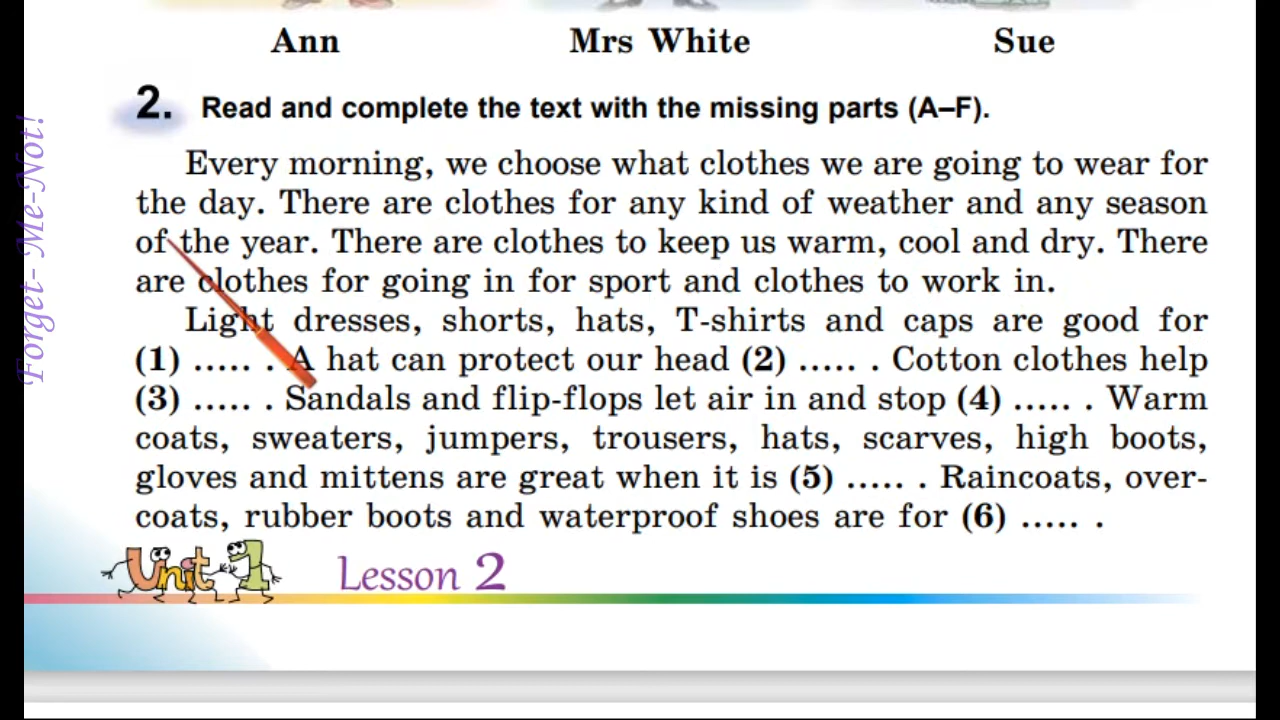 Ann Mrs White Sue
2. Read and complete the text with the missing parts (A–F).
Every morning, we choose what clothes we are going to wear for
the day. There are clothes for any kind of weather and any season
of the year. There are clothes to keep us warm, cool and dry. There
are clothes for going in for sport and clothes to work in.
Light dresses, shorts, hats, T-shirts and caps are good for
(1) ..... . A hat can protect our head (2) ..... . Cotton clothes help
(3) ..... . Sandals and flip-flops let air in and stop (4) ..... . Warm
coats, sweaters, jumpers, trousers, hats, scarves, high boots,
gloves and mittens are great when it is (5) ..... . Raincoats, over-
coats, rubber boots and waterproof shoes are for (6) ..... .
Unit 1 Lesson 2
Forget-Me-Not!